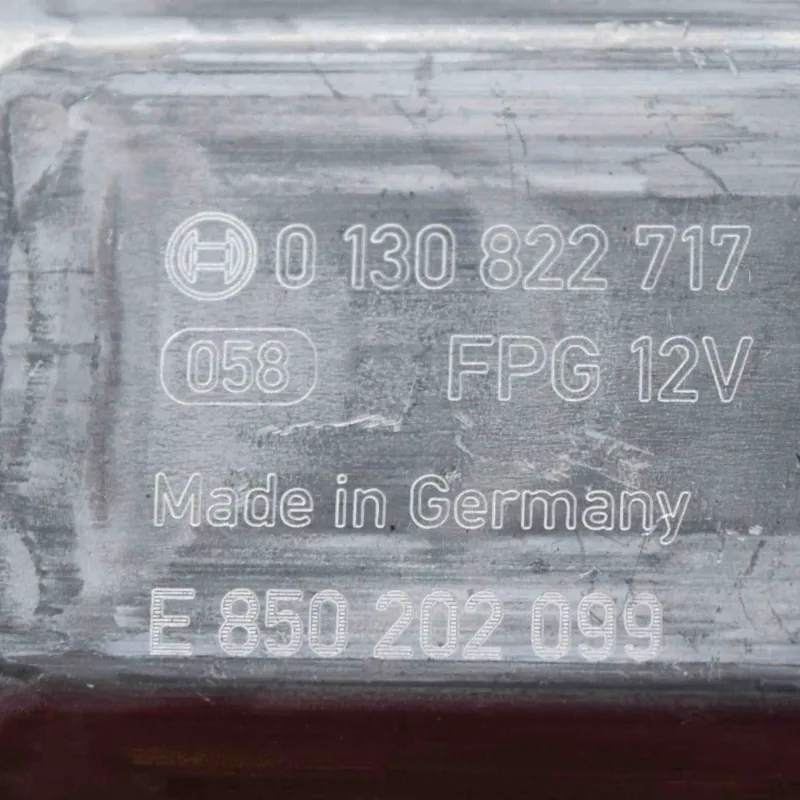 0 130 822 717
058 FPG 12V
Made in Germany
E 850 202 099